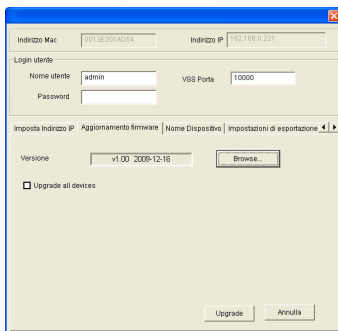 Indirizzo Mac 0013E201AD54 Indirizzo IP 192.168.0.221
Login utente
Nome utente admin VSS Porta 10000
Password
Imposta Indirizzo IP Aggiornamento firmware Nome Dispositivo Impostazioni di esportazione
Versione v1.00 2009-12-16 Browse...
Upgrade all devices
Upgrade Annulla